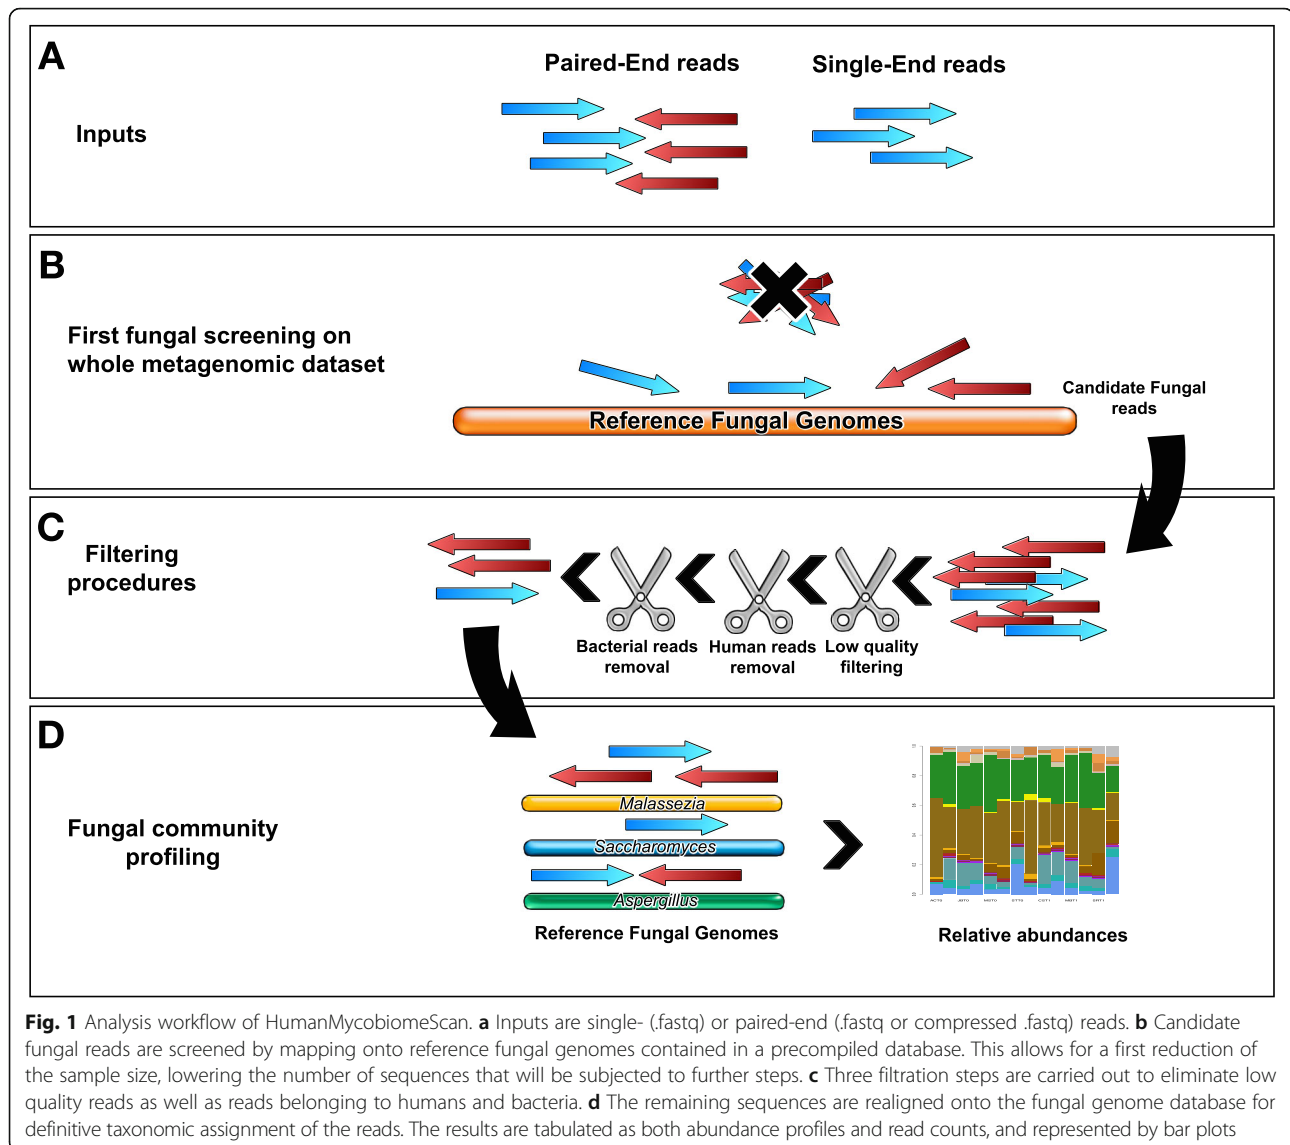 A
Paired-End reads
Single-End reads
Inputs
B
First fungal screening on
whole metagenomic dataset
Candidate Fungal
reads
Reference Fungal Genomes
C
Filtering
procedures
Bacterial reads
removal
Human reads
removal
Low quality
filtering
D
Malassezia
Saccharomyces
Aspergillus
Fungal community
profiling
Reference Fungal Genomes
Relative abundances
Fig. 1 Analysis workflow of HumanMycobiomeScan. a Inputs are single- (.fastq) or paired-end (.fastq or compressed .fastq) reads. b Candidate
fungal reads are screened by mapping onto reference fungal genomes contained in a precompiled database. This allows for a first reduction of
the sample size, lowering the number of sequences that will be subjected to further steps. c Three filtration steps are carried out to eliminate low
quality reads as well as reads belonging to humans and bacteria. d The remaining sequences are realigned onto the fungal genome database for
definitive taxonomic assignment of the reads. The results are tabulated as both abundance profiles and read counts, and represented by bar plots